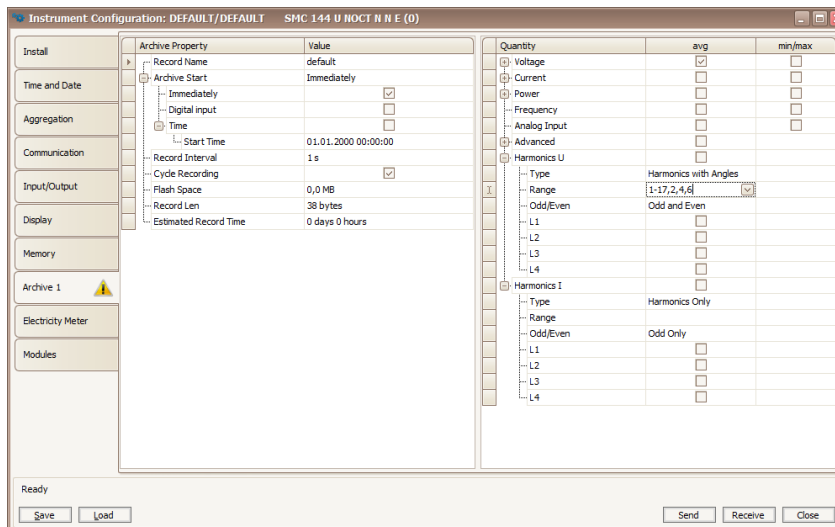 Instrument Configuration: DEFAULT/DEFAULT SMC 144 U NOCT N N E (0)
Install
Time and Date
Aggregation
Communication
Input/Output
Display
Memory
Archive 1
Electricity Meter
Modules
Archive Property Value
Record Name default
Archive Start Immediately
Immediately
Digital input
Time
Start Time 01.01.2000 00:00:00
Record Interval 1 s
Cycle Recording
Flash Space 0,0 MB
Record Len 38 bytes
Estimated Record Time 0 days 0 hours
Quantity avg min/max
Voltage
Current
Power
Frequency
Analog Input
Advanced
Harmonics U
Type Harmonics with Angles
Range 1-17,2,4,6
Odd/Even Odd and Even
L1
L2
L3
L4
Harmonics I
Type Harmonics Only
Range
Odd/Even Odd Only
L1
L2
L3
L4
Ready
Save Load Send Receive Close